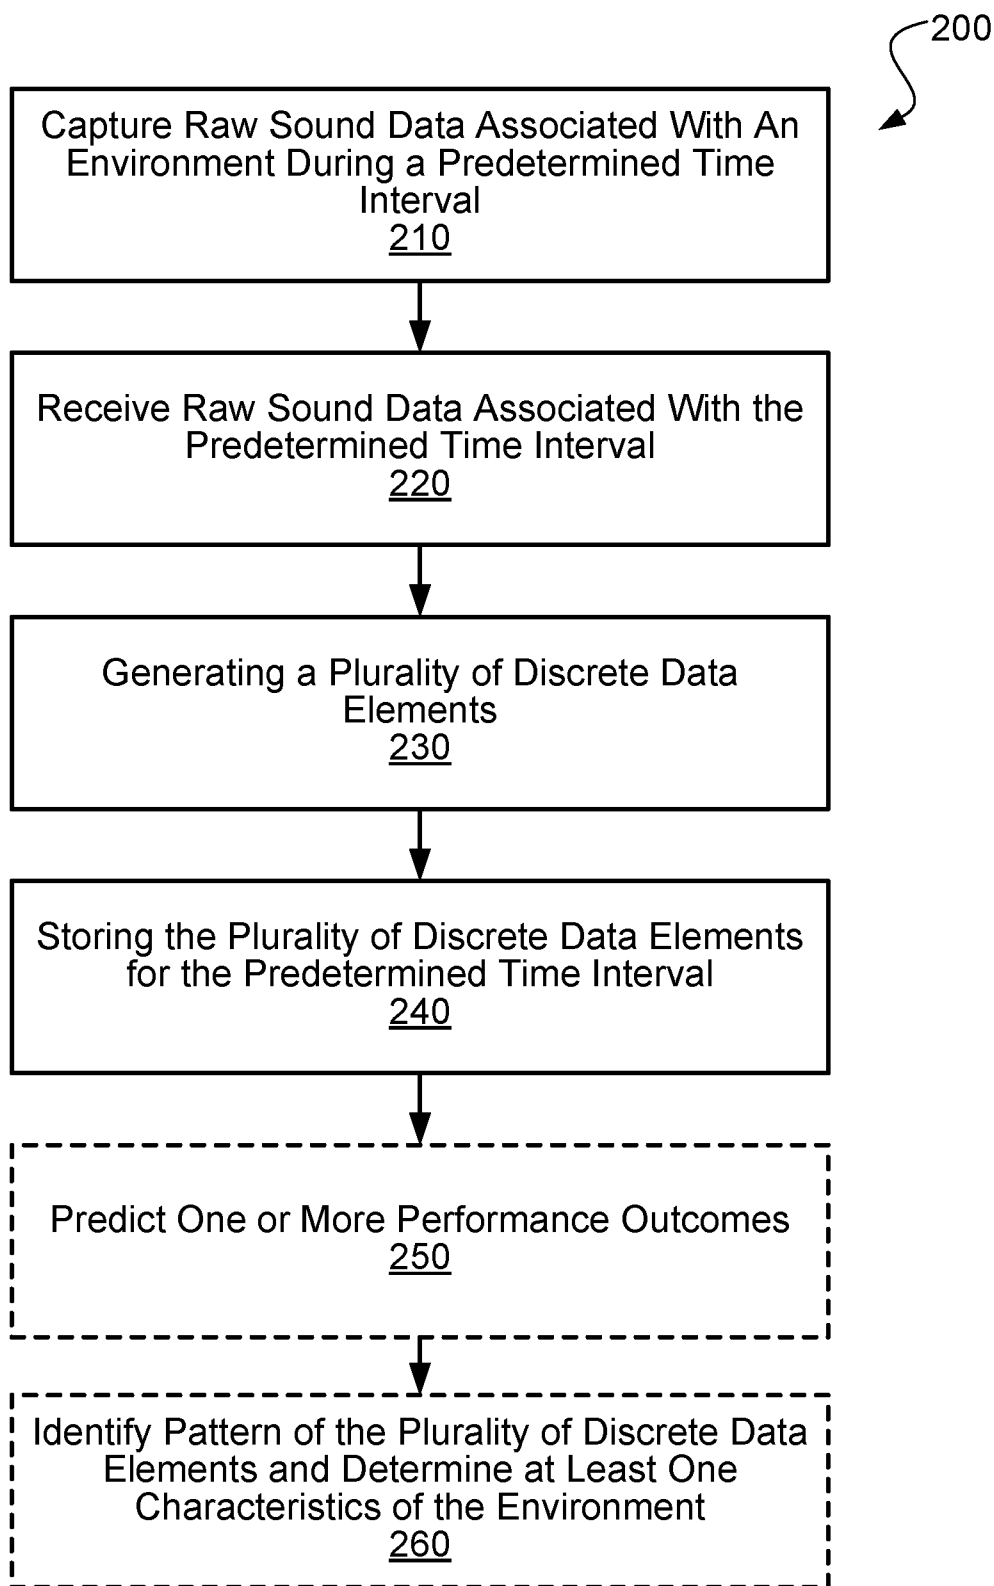 200
Capture Raw Sound Data Associated With An
Environment During a Predetermined Time
Interval
210
Receive Raw Sound Data Associated With the
Predetermined Time Interval
220
Generating a Plurality of Discrete Data
Elements
230
Storing the Plurality of Discrete Data Elements
for the Predetermined Time Interval
240
Predict One or More Performance Outcomes
250
Identify Pattern of the Plurality of Discrete Data
Elements and Determine at Least One
Characteristics of the Environment
260